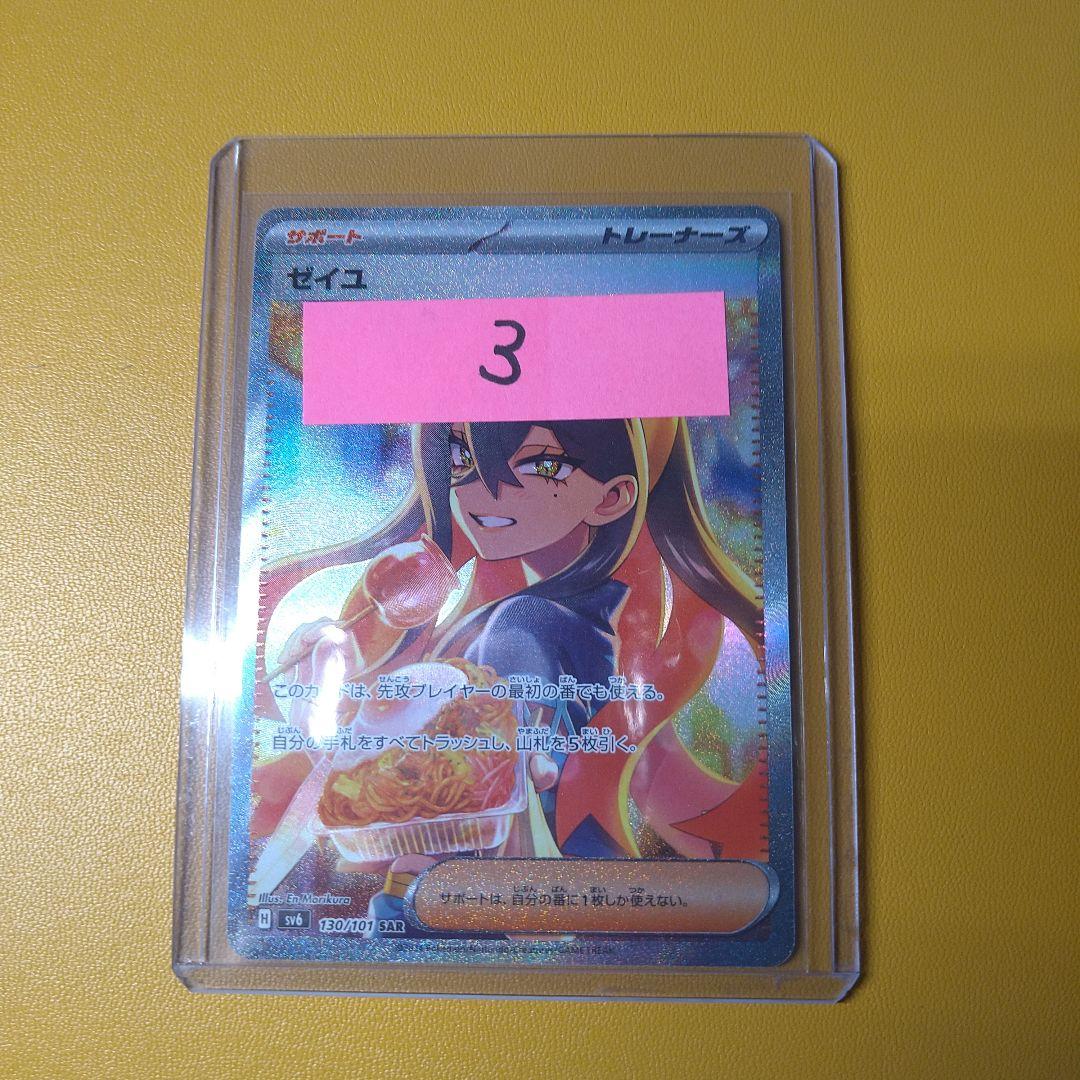 サポート トレーナーズ
ゼイユ
3
このカードは、先攻プレイヤーの最初の番でも使える。
自分の手札をすべてトラッシュし、山札を5枚引く。
サポートは、自分の番に1枚しか使えない。
Illus. En Morikura
H sv6 130/101 SAR